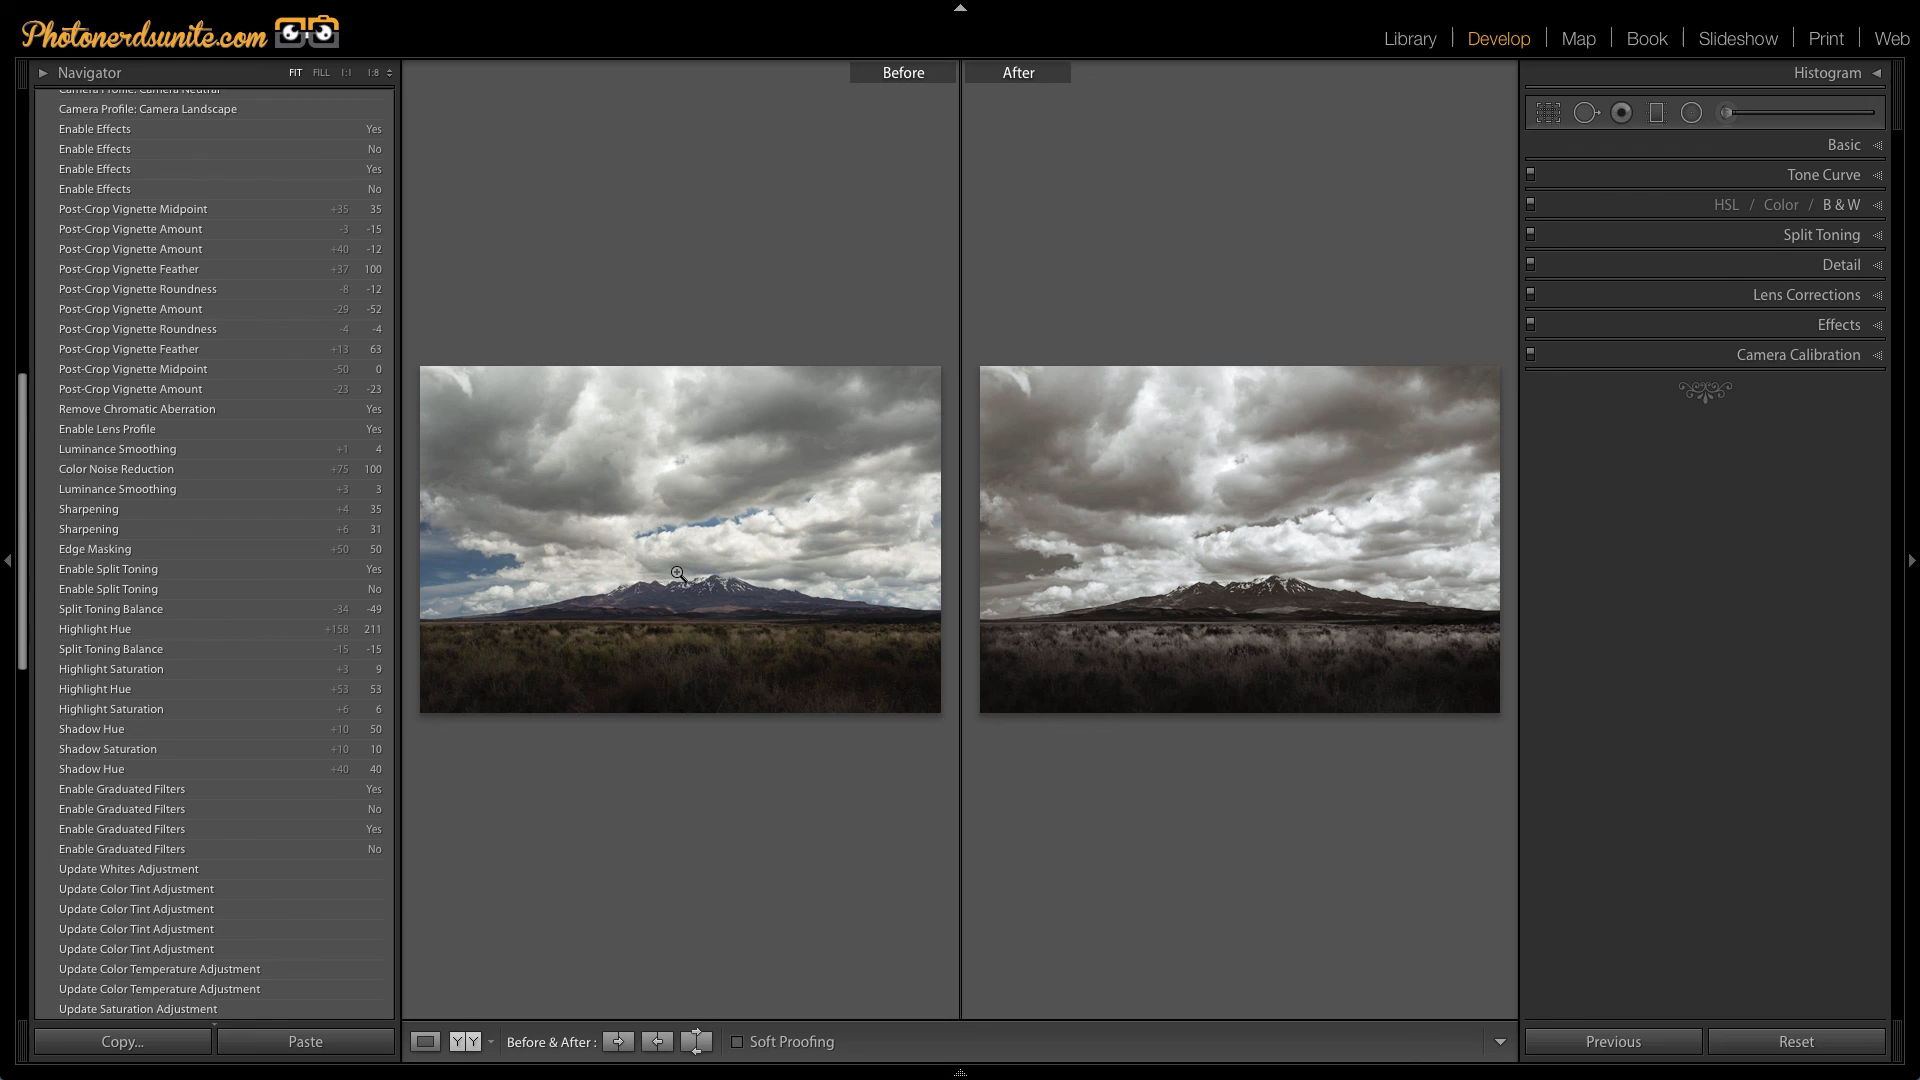 Photonerdsunite.com
Library | Develop | Map | Book | Slideshow | Print | Web
Navigator FIT FILL 1:1 1:8
Camera Profile: Camera Neutral
Camera Profile: Camera Landscape
Enable Effects Yes
Enable Effects No
Enable Effects Yes
Enable Effects No
Post-Crop Vignette Midpoint +35 35
Post-Crop Vignette Amount -3 -15
Post-Crop Vignette Amount +40 -12
Post-Crop Vignette Feather +37 100
Post-Crop Vignette Roundness -8 -12
Post-Crop Vignette Amount -29 -52
Post-Crop Vignette Roundness -4 -4
Post-Crop Vignette Feather +13 63
Post-Crop Vignette Midpoint -50 0
Post-Crop Vignette Amount -23 -23
Remove Chromatic Aberration Yes
Enable Lens Profile Yes
Luminance Smoothing +1 4
Color Noise Reduction +75 100
Luminance Smoothing +3 3
Sharpening +4 35
Sharpening +6 31
Edge Masking +50 50
Enable Split Toning Yes
Enable Split Toning No
Split Toning Balance -34 -49
Highlight Hue +158 211
Split Toning Balance -15 -15
Highlight Saturation +3 9
Highlight Hue +53 53
Highlight Saturation +6 6
Shadow Hue +10 50
Shadow Saturation +10 10
Shadow Hue +40 40
Enable Graduated Filters Yes
Enable Graduated Filters No
Enable Graduated Filters Yes
Enable Graduated Filters No
Update Whites Adjustment
Update Color Tint Adjustment
Update Color Tint Adjustment
Update Color Tint Adjustment
Update Color Tint Adjustment
Update Color Temperature Adjustment
Update Color Temperature Adjustment
Update Saturation Adjustment
Copy... Paste
Before After
YY Before & After : Soft Proofing
Histogram
Basic
Tone Curve
HSL / Color / B & W
Split Toning
Detail
Lens Corrections
Effects
Camera Calibration
Previous Reset